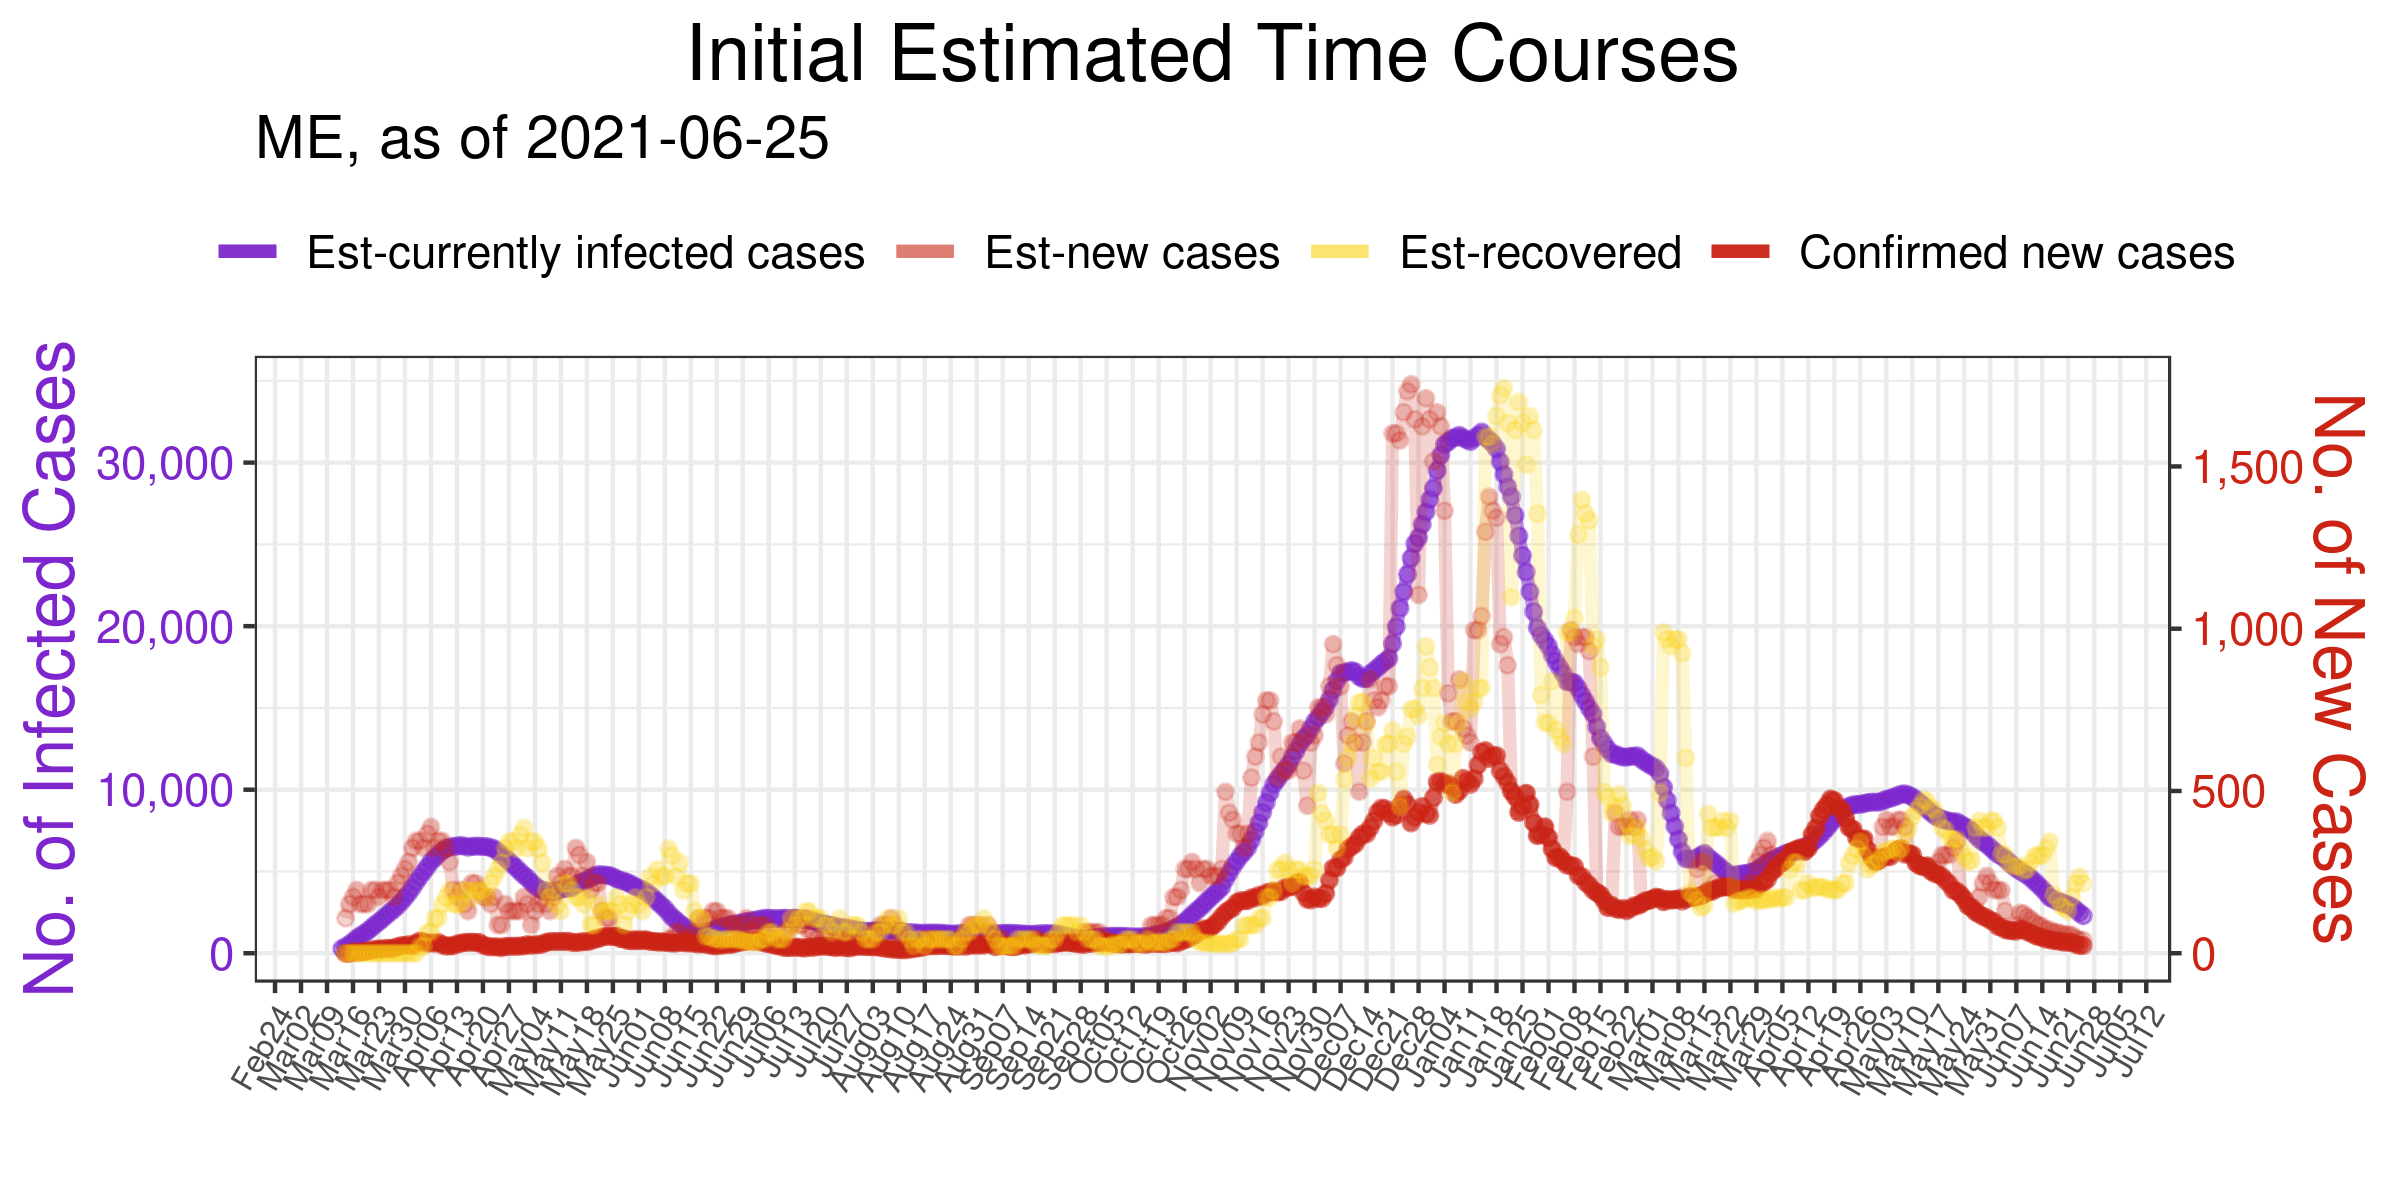 Initial Estimated Time Courses
ME, as of 2021-06-25
Est-currently infected cases
Est-new cases
Est-recovered
Confirmed new cases
No. of Infected Cases
30,000
20,000
10,000
0
1,500
1,000
500
0
No. of New Cases
Feb24
Mar02
Mar09
Mar16
Mar23
Mar30
Apr06
Apr13
Apr20
Apr27
May04
May11
May18
May25
Jun01
Jun08
Jun15
Jun22
Jun29
Jul06
Jul13
Jul20
Jul27
Aug03
Aug10
Aug17
Aug24
Aug31
Sep07
Sep14
Sep21
Sep28
Oct05
Oct12
Oct19
Oct26
Nov02
Nov09
Nov16
Nov23
Nov30
Dec07
Dec14
Dec21
Dec28
Jan04
Jan11
Jan18
Jan25
Feb01
Feb08
Feb15
Feb22
Mar01
Mar08
Mar15
Mar22
Mar29
Apr05
Apr12
Apr19
Apr26
May03
May10
May17
May24
May31
Jun07
Jun14
Jun21
Jun28
Jul05
Jul12